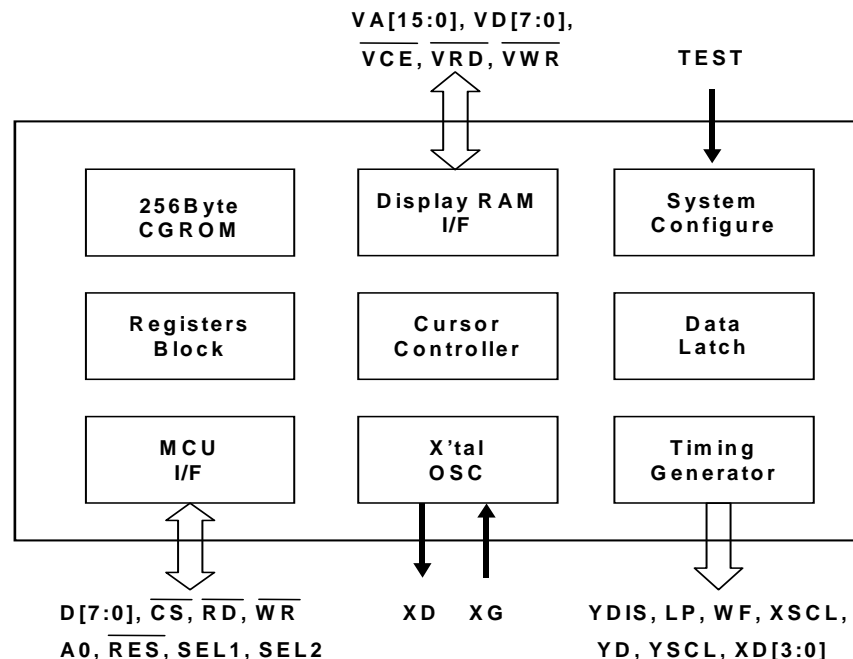 VA[15:0], VD[7:0],
VCE, VRD, VWR
TEST
256Byte
CGROM
Display RAM
I/F
System
Configure
Registers
Block
Cursor
Controller
Data
Latch
MCU
I/F
X'tal
OSC
Timing
Generator
D[7:0], CS, RD, WR
A0, RES, SEL1, SEL2
XD
XG
YDIS, LP, WF, XSCL,
YD, YSCL, XD[3:0]